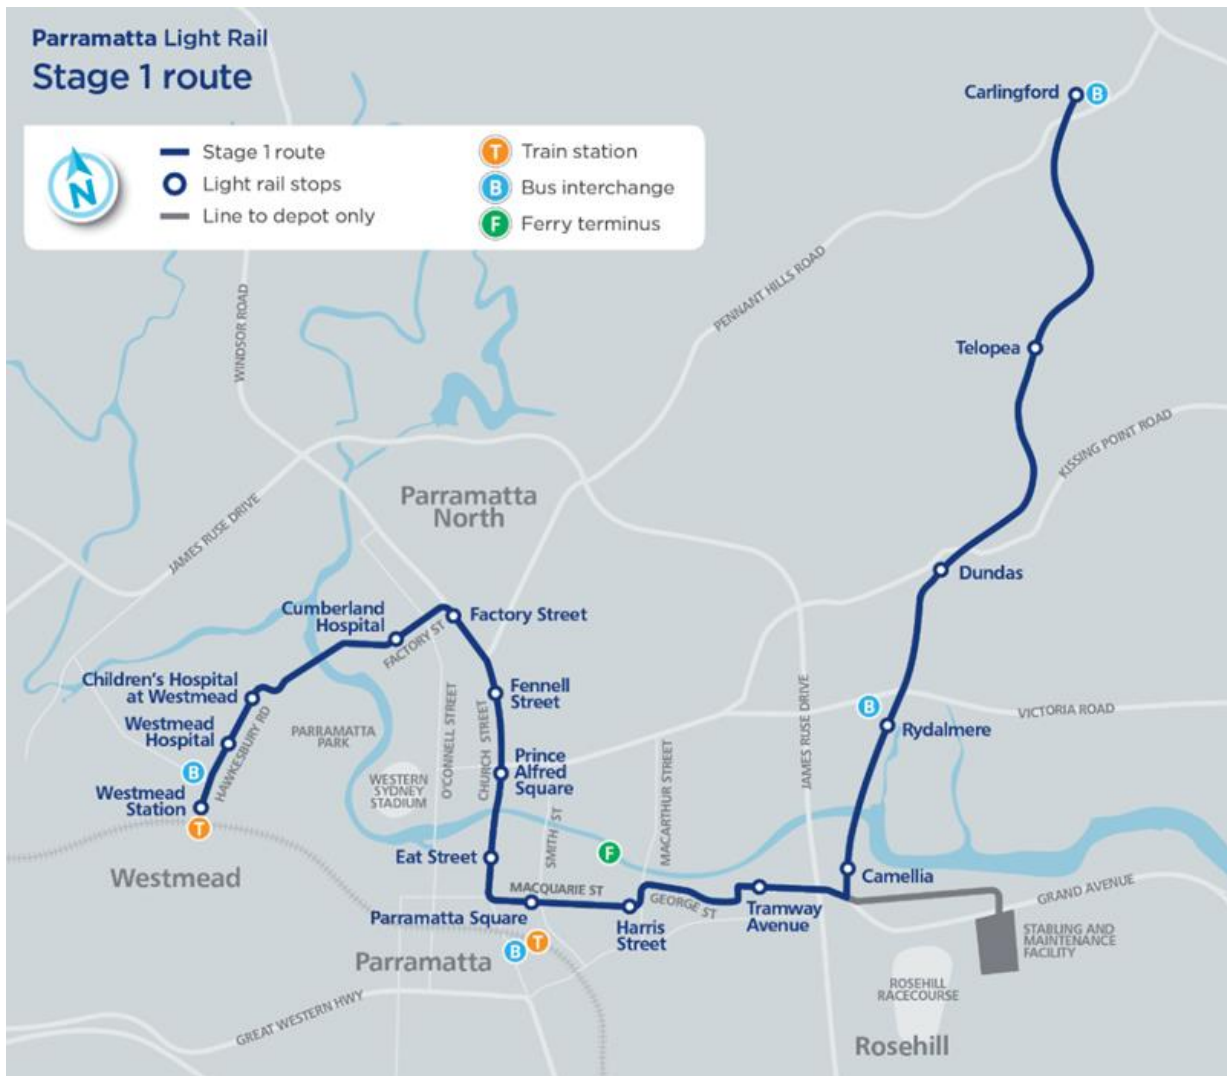 Parramatta Light Rail
Stage 1 route
N
Stage 1 route
Light rail stops
Line to depot only
T Train station
B Bus interchange
F Ferry terminus
Carlingford
B
WINDSOR ROAD
PENNANT HILLS ROAD
Telopea
KISSING POINT ROAD
Parramatta
North
JAMES RUSE DRIVE
Dundas
Cumberland
Hospital
Factory Street
FACTORY ST
Children's Hospital
at Westmead
Fennell
Street
O'CONNELL STREET
CHURCH STREET
JAMES RUSE DRIVE
B
Rydalmere
VICTORIA ROAD
Westmead
Hospital
HAWKESBURY RD
PARRAMATTA
PARK
Prince
Alfred
Square
MACARTHUR STREET
B
WESTERN
SYDNEY
STADIUM
Westmead
Station
T
SMITH ST
Eat Street
F
Westmead
Camellia
MACQUARIE ST
GEORGE ST
GRAND AVENUE
Parramatta Square
Harris
Street
Tramway
Avenue
STABLING AND
MAINTENANCE
FACILITY
B
T
Parramatta
ROSEHILL
RACECOURSE
GREAT WESTERN HWY
Rosehill